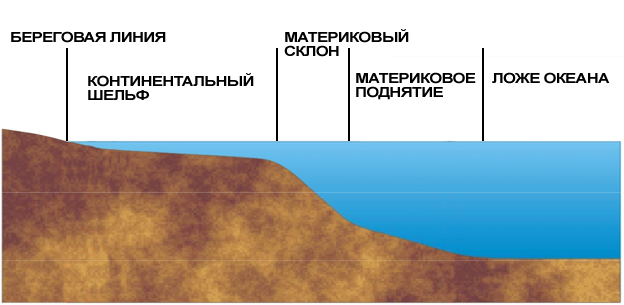 БЕРЕГОВАЯ ЛИНИЯ
МАТЕРИКОВЫЙ
СКЛОН
КОНТИНЕНТАЛЬНЫЙ
ШЕЛЬФ
МАТЕРИКОВОЕ
ПОДНЯТИЕ
ЛОЖЕ ОКЕАНА